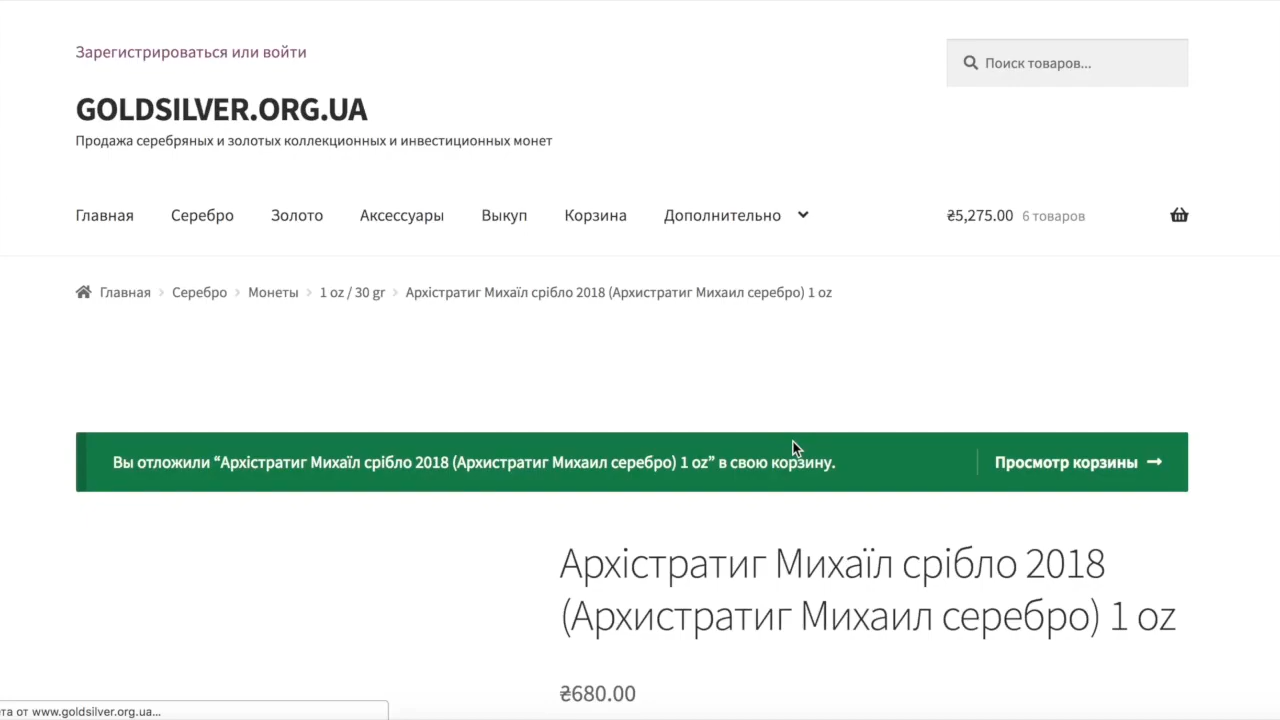 Зарегистрироваться или войти
Поиск товаров...
GOLDSILVER.ORG.UA
Продажа серебряных и золотых коллекционных и инвестиционных монет
Главная Серебро Золото Аксессуары Выкуп Корзина Дополнительно ₴5,275.00 6 товаров
Главная Серебро Монеты 1 oz / 30 gr Архістратиг Михаїл срібло 2018 (Архистратиг Михаил серебро) 1 oz
Вы отложили “Архістратиг Михаїл срібло 2018 (Архистратиг Михаил серебро) 1 oz” в свою корзину. Просмотр корзины →
Архістратиг Михаїл срібло 2018
(Архистратиг Михаил серебро) 1 oz
₴680.00
от www.goldsilver.org.ua...